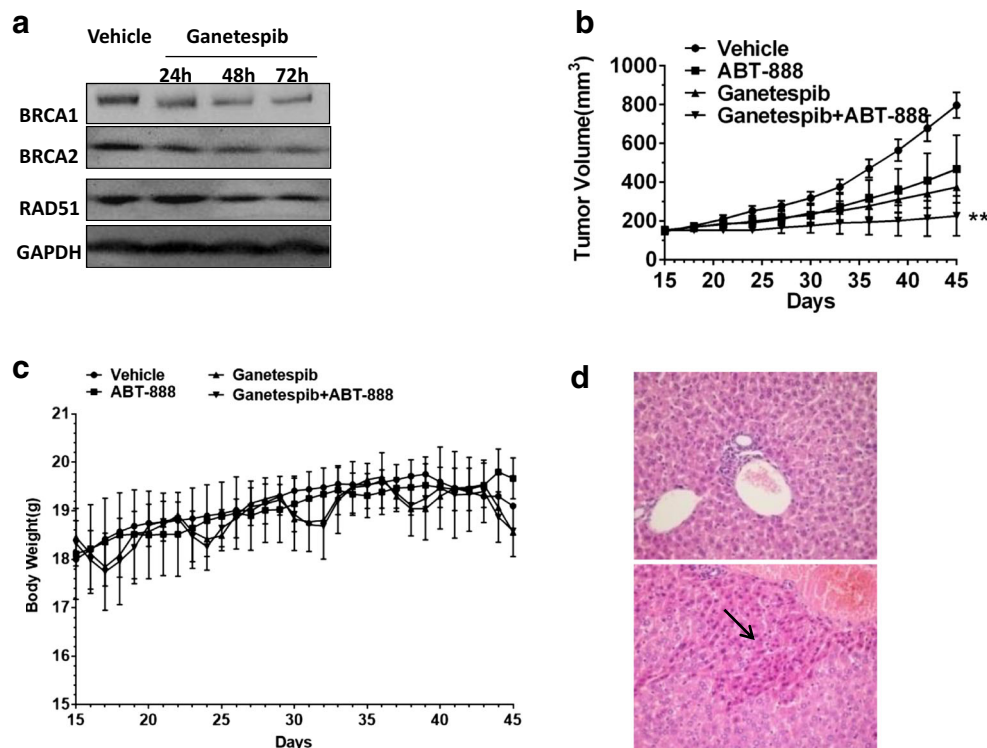 a
Vehicle Ganetespib
24h 48h 72h
BRCA1
BRCA2
RAD51
GAPDH
b
Vehicle
ABT-888
Ganetespib
Ganetespib+ABT-888
Tumor Volume(mm3)
1000
800
600
400
200
0
**
15 20 25 30 35 40 45
Days
c
Vehicle Ganetespib
ABT-888 Ganetespib+ABT-888
Body Weight(g)
21
20
19
18
17
16
15
15 20 25 30 35 40 45
Days
d